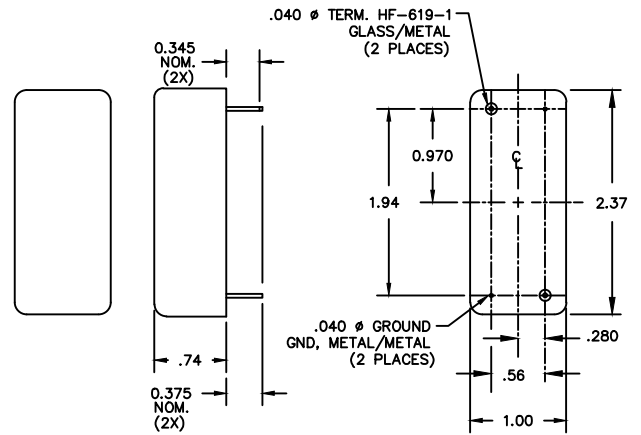 .040 ø TERM. HF-619-1
GLASS/METAL
(2 PLACES)
0.345
NOM.
(2X)
0.970
CL
1.94
2.37
.040 ø GROUND
GND, METAL/METAL
(2 PLACES)
.280
.74
.56
0.375
NOM.
(2X)
1.00